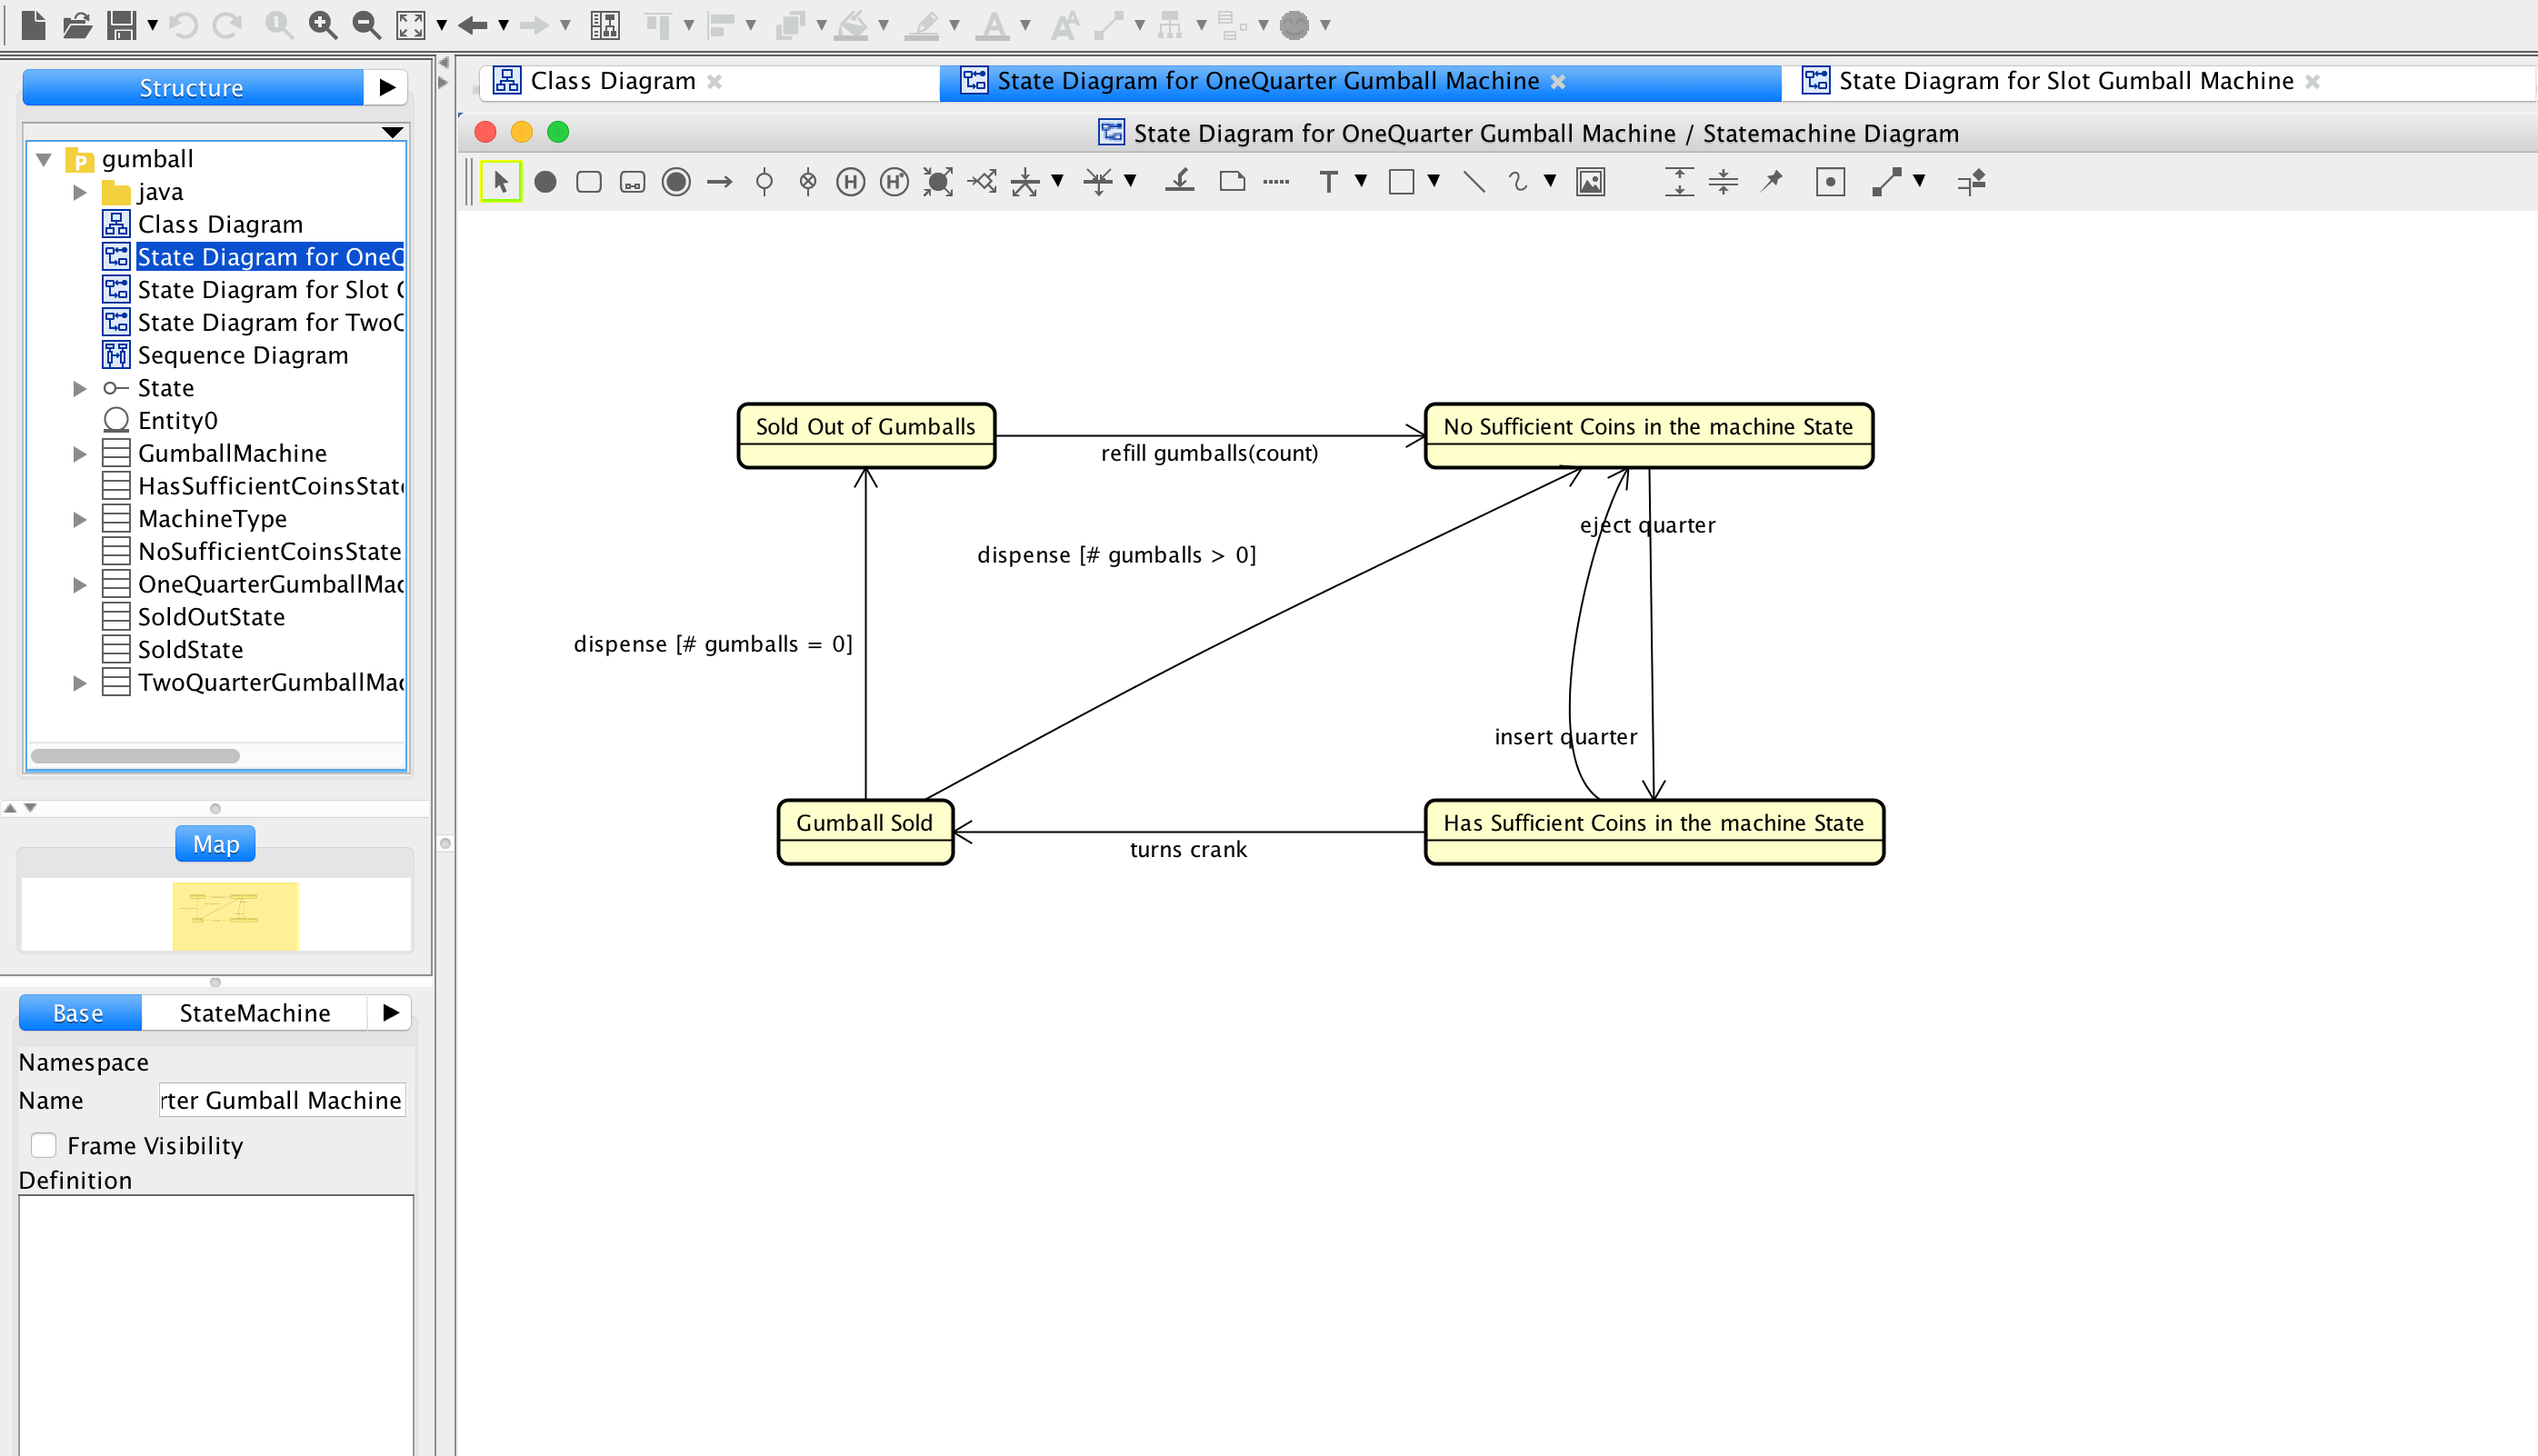 Structure
Class Diagram
State Diagram for OneQuarter Gumball Machine
State Diagram for Slot Gumball Machine
State Diagram for OneQuarter Gumball Machine / Statemachine Diagram
gumball
java
Class Diagram
State Diagram for OneQ
State Diagram for Slot
State Diagram for Two
Sequence Diagram
State
Entity0
GumballMachine
HasSufficientCoinsStat
MachineType
NoSufficientCoinsState
OneQuarterGumballMa
SoldOutState
SoldState
TwoQuarterGumballMa
Sold Out of Gumballs
No Sufficient Coins in the machine State
refill gumballs(count)
eject quarter
dispense [# gumballs > 0]
dispense [# gumballs = 0]
insert quarter
Gumball Sold
Has Sufficient Coins in the machine State
turns crank
Map
Base
StateMachine
Namespace
Name
rter Gumball Machine
Frame Visibility
Definition